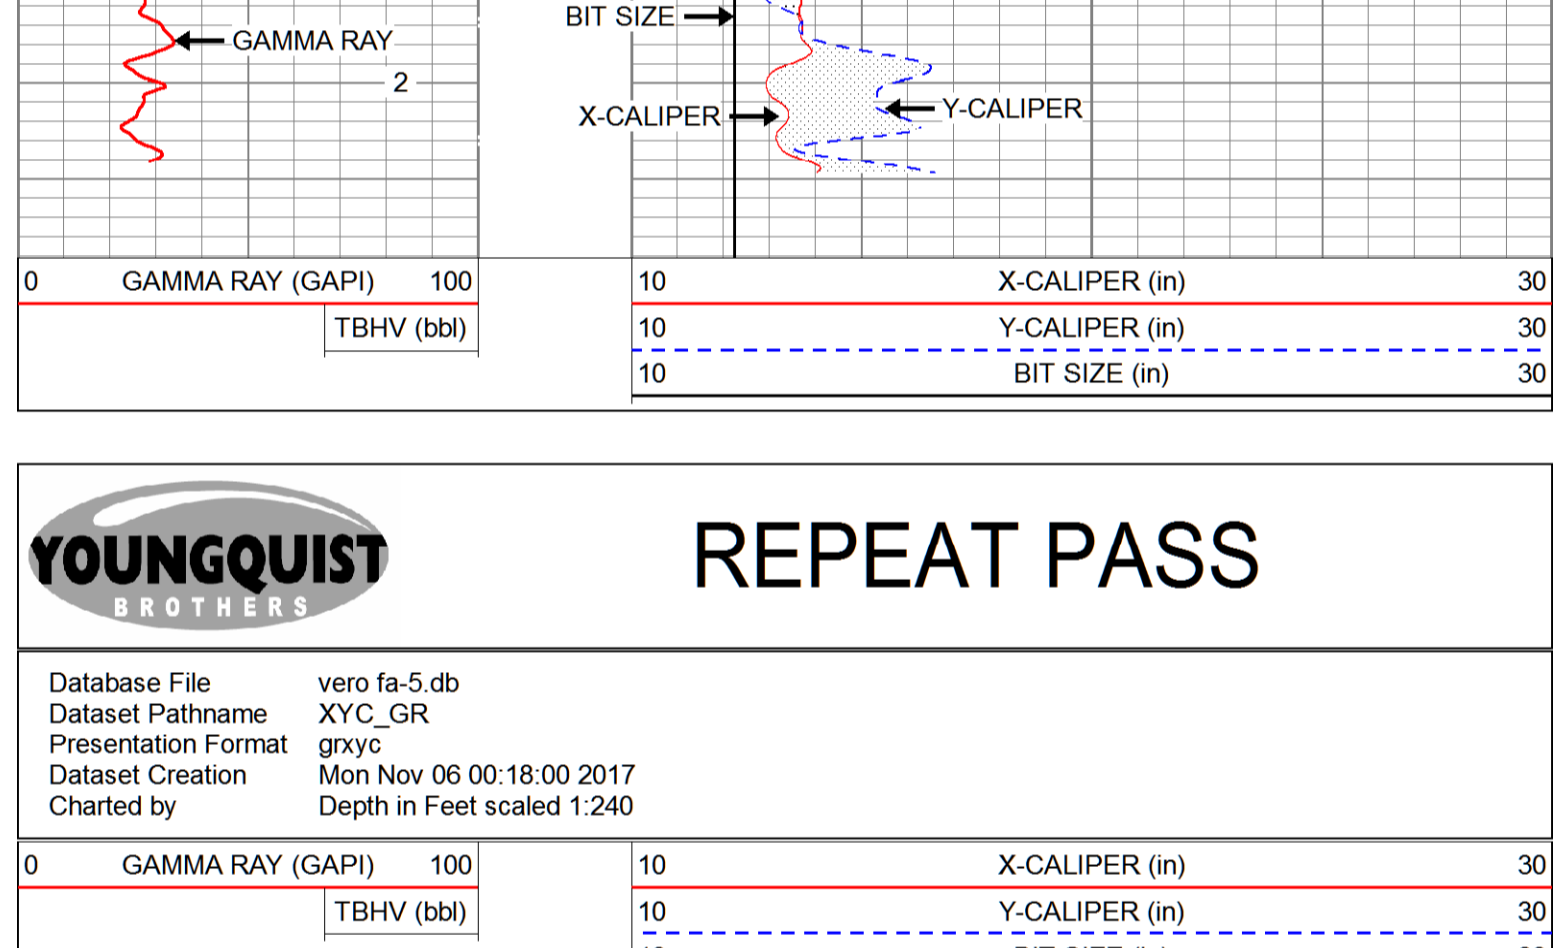 BIT SIZE
GAMMA RAY
2
X-CALIPER
Y-CALIPER
0 GAMMA RAY (GAPI) 100
10 X-CALIPER (in) 30
TBHV (bbl)
10 Y-CALIPER (in) 30
10 BIT SIZE (in) 30
YOUNGQUIST
BROTHERS
REPEAT PASS
Database File vero fa-5.db
Dataset Pathname XYC_GR
Presentation Format grxyc
Dataset Creation Mon Nov 06 00:18:00 2017
Charted by Depth in Feet scaled 1:240
0 GAMMA RAY (GAPI) 100
10 X-CALIPER (in) 30
TBHV (bbl)
10 Y-CALIPER (in) 30